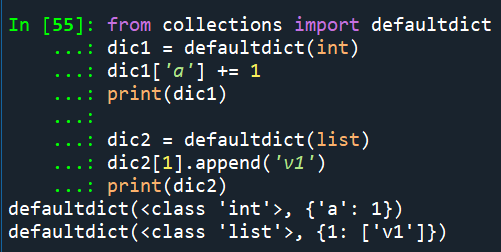 In [55]: from collections import defaultdict
    ...: dic1 = defaultdict(int)
    ...: dic1['a'] += 1
    ...: print(dic1)
    ...:
    ...: dic2 = defaultdict(list)
    ...: dic2[1].append('v1')
    ...: print(dic2)
defaultdict(<class 'int'>, {'a': 1})
defaultdict(<class 'list'>, {1: ['v1']})